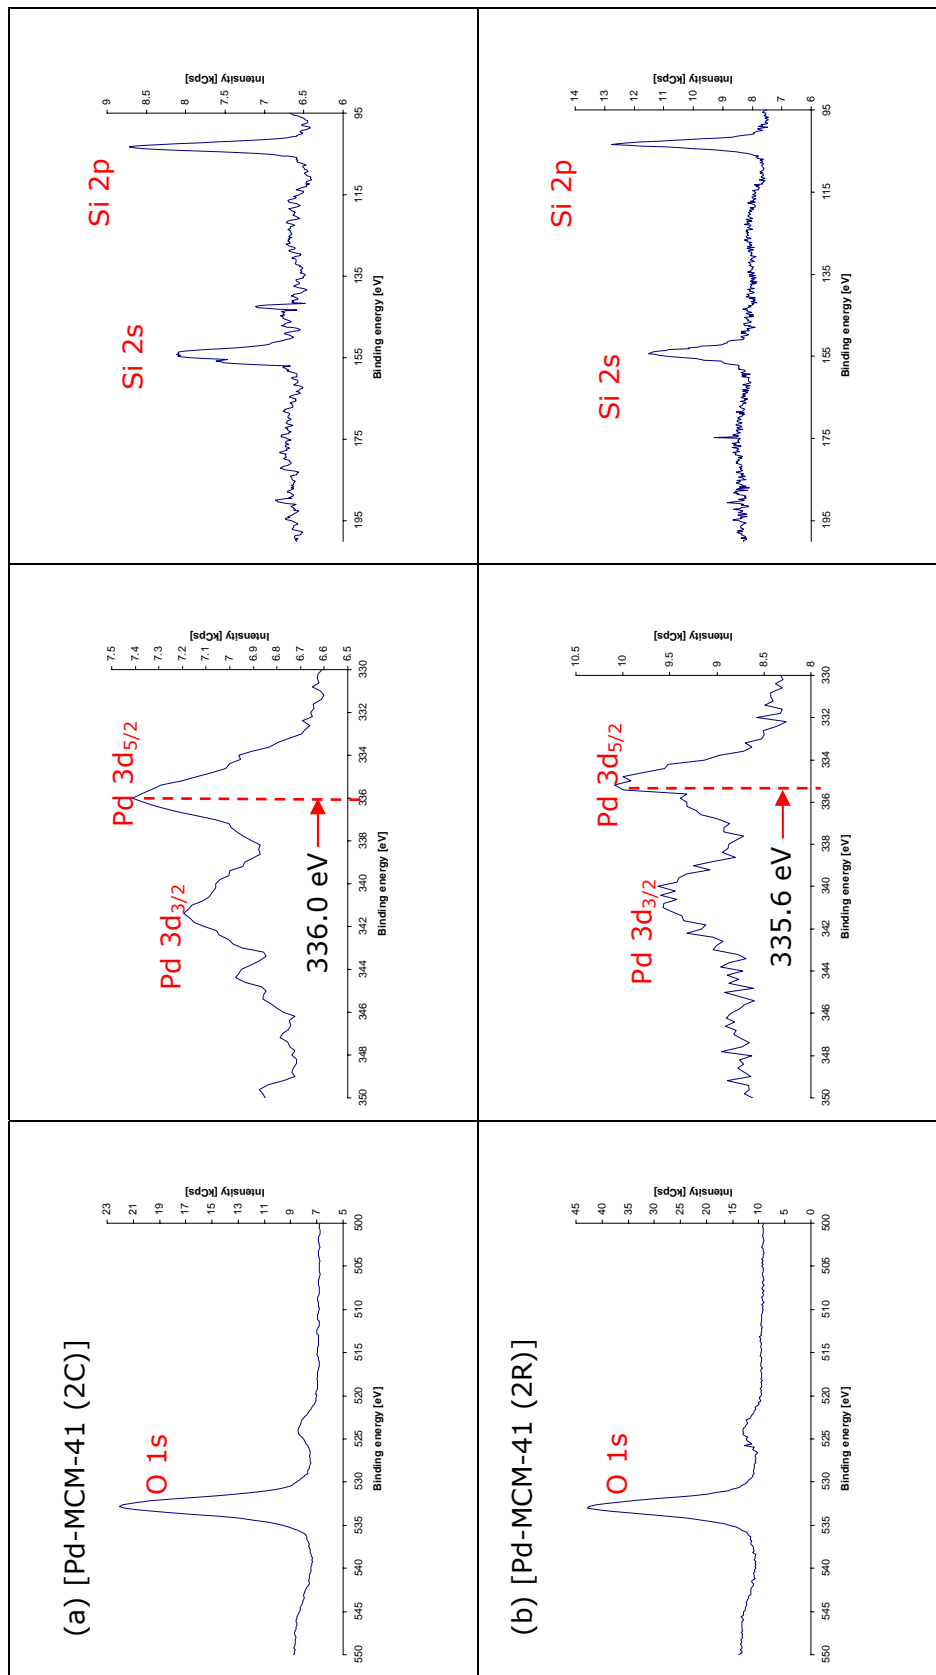 (a) [Pd-MCM-41 (2C)]
O 1s
23
21
19
17
15
13
11
9
7
5
Intensity [kCps]
550 545 540 535 530 525 520 515 510 505 500
Binding energy [eV]
Pd 3d5/2
Pd 3d3/2
336.0 eV
7.5
7.4
7.3
7.2
7.1
7
6.9
6.8
6.7
6.6
6.5
Intensity [kCps]
350 348 346 344 342 340 338 336 334 332 330
Binding energy [eV]
Si 2p
Si 2s
9
8.5
8
7.5
7
6.5
6
Intensity [kCps]
195 175 155 135 115 95
Binding energy [eV]
(b) [Pd-MCM-41 (2R)]
O 1s
45
40
35
30
25
20
15
10
5
0
Intensity [kCps]
550 545 540 535 530 525 520 515 510 505 500
Binding energy [eV]
Pd 3d5/2
Pd 3d3/2
335.6 eV
10.5
10
9.5
9
8.5
8
Intensity [kCps]
350 348 346 344 342 340 338 336 334 332 330
Binding energy [eV]
Si 2p
Si 2s
14
13
12
11
10
9
8
7
6
Intensity [kCps]
195 175 155 135 115 95
Binding energy [eV]